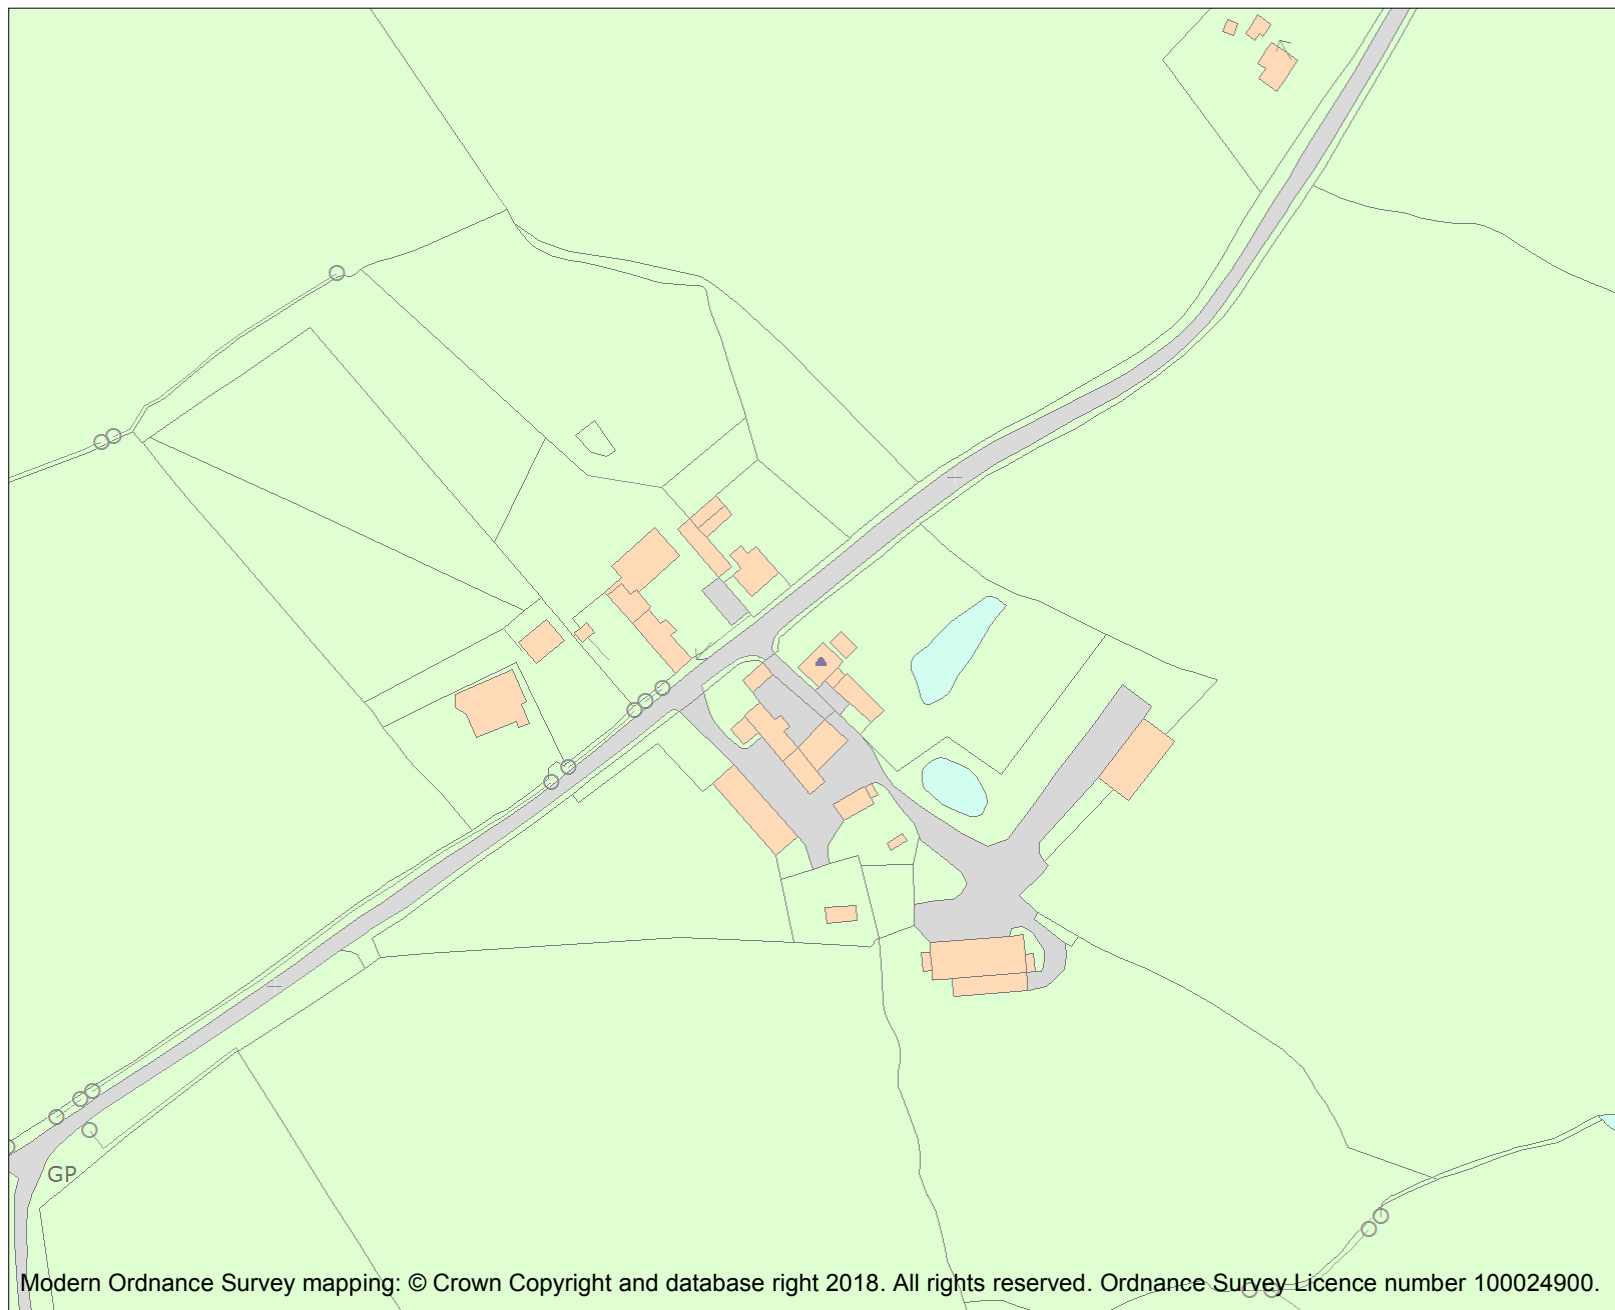 GP
Modern Ordnance Survey mapping: © Crown Copyright and database right 2018. All rights reserved. Ordnance Survey Licence number 100024900.